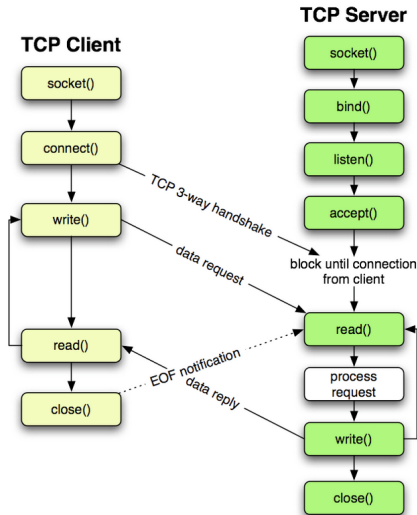 TCP Client
socket()
connect()
write()
read()
close()
TCP 3-way handshake
data request
EOF notification
data reply
TCP Server
socket()
bind()
listen()
accept()
block until connection
from client
read()
process
request
write()
close()